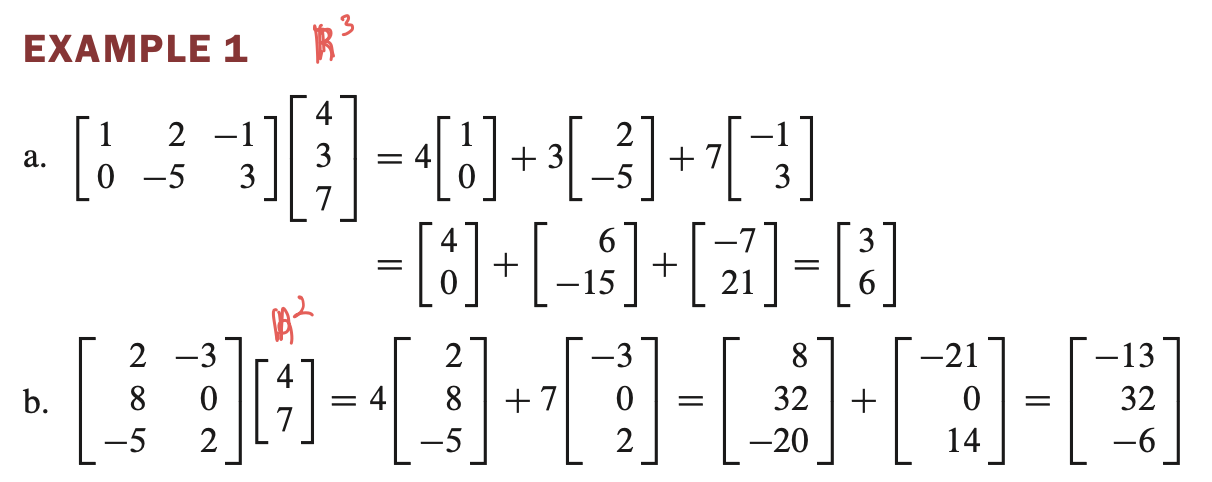 EXAMPLE 1 ℝ³
a. [1 2 −1; 0 −5 3] [4; 3; 7] = 4 [1; 0] + 3 [2; −5] + 7 [−1; 3]
= [4; 0] + [6; −15] + [−7; 21] = [3; 6]
ℝ²
b. [2 −3; 8 0; −5 2] [4; 7] = 4 [2; 8; −5] + 7 [−3; 0; 2] = [8; 32; −20] + [−21; 0; 14] = [−13; 32; −6]